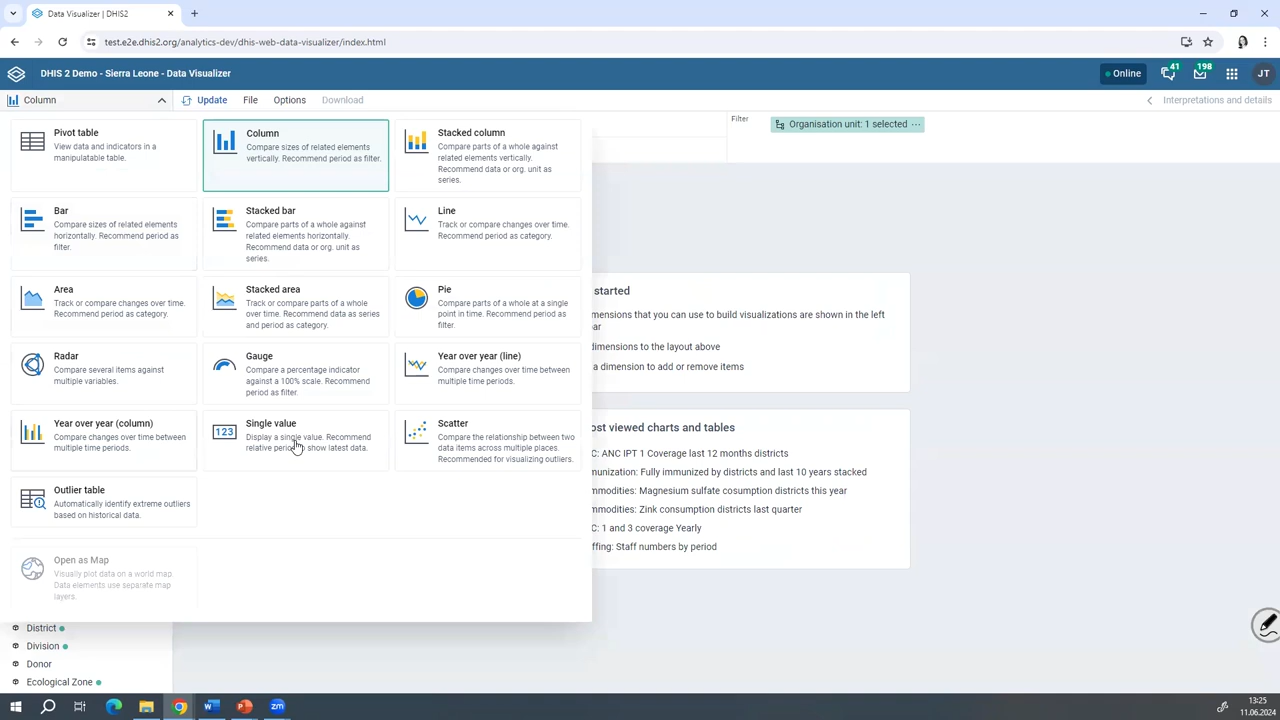 Data Visualizer | DHIS2
test.e2e.dhis2.org/analytics-dev/dhis-web-data-visualizer/index.html
DHIS 2 Demo - Sierra Leone - Data Visualizer
Online
41
198
JT
Column
Update
File
Options
Download
Interpretations and details
Filter
Organisation unit: 1 selected
Pivot table
View data and indicators in a
manipulatable table.
Column
Compare sizes of related elements
vertically. Recommend period as filter.
Stacked column
Compare parts of a whole against
related elements vertically.
Recommend data or org. unit as
series.
Bar
Compare sizes of related elements
horizontally. Recommend period as
filter.
Stacked bar
Compare parts of a whole against
related elements horizontally.
Recommend data or org. unit as
series.
Line
Track or compare changes over time.
Recommend period as category.
Area
Track or compare changes over time.
Recommend period as category.
Stacked area
Track or compare parts of a whole
over time. Recommend data as series
and period as category.
Pie
Compare parts of a whole at a single
point in time. Recommend period as
filter.
Radar
Compare several items against
multiple variables.
Gauge
Compare a percentage indicator
against a 100% scale. Recommend
period as filter
Year over year (line)
Compare changes over time between
multiple time periods.
Year over year (column)
Compare changes over time between
multiple time periods.
123
Single value
Display a single value. Recommend
relative period to show latest data.
Scatter
Compare the relationship between two
data items across multiple places.
Recommended for visualizing outliers.
Outlier table
Automatically identify extreme outliers
based on historical data.
Open as Map
Visually plot data on a world map.
Data elements use separate map
layers.
started
mensions that you can use to build visualizations are shown in the left
ar
dimensions to the layout above
a dimension to add or remove items
ost viewed charts and tables
C: ANC IPT 1 Coverage last 12 months districts
munization: Fully immunized by districts and last 10 years stacked
mmodities: Magnesium sulfate cosumption districts this year
mmodities: Zink consumption districts last quarter
C: 1 and 3 coverage Yearly
ffing: Staff numbers by period
District
Division
Donor
Ecological Zone
13:25
11.06.2024